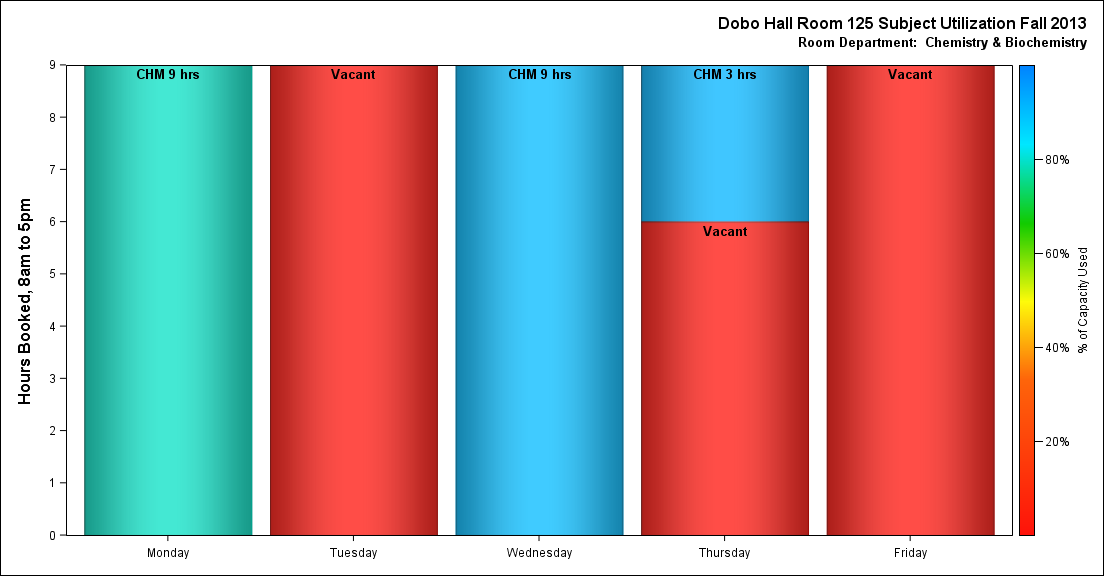 Dobo Hall Room 125 Subject Utilization Fall 2013
Room Department:  Chemistry & Biochemistry
Hours Booked, 8am to 5pm
9
8
7
6
5
4
3
2
1
0
CHM 9 hrs
Vacant
CHM 9 hrs
CHM 3 hrs
Vacant
Vacant
Monday
Tuesday
Wednesday
Thursday
Friday
80%
60%
40%
20%
% of Capacity Used